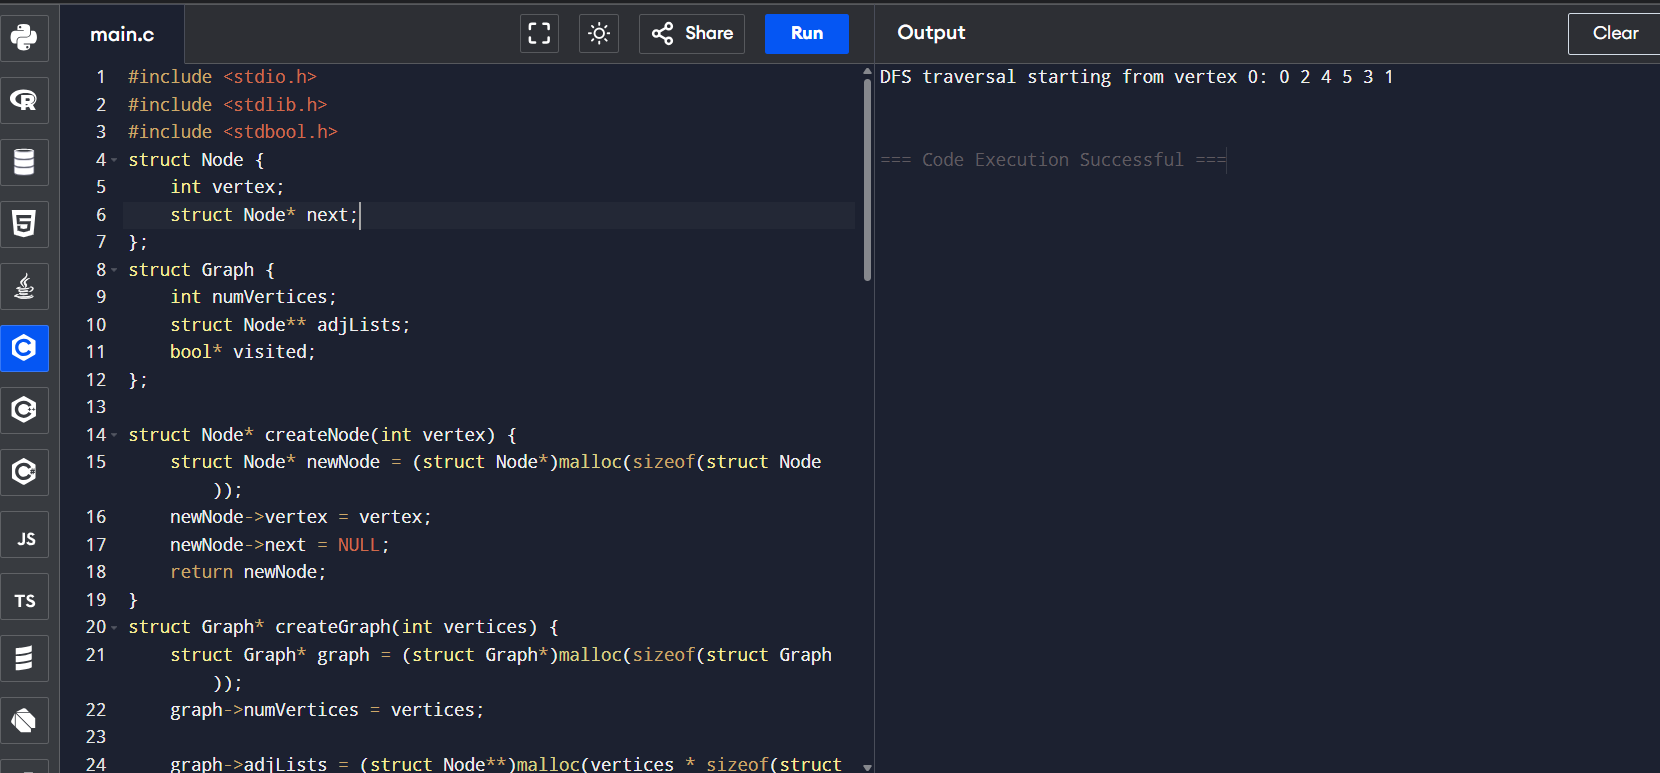 main.c
Share
Run
Output
Clear
1 #include <stdio.h>
2 #include <stdlib.h>
3 #include <stdbool.h>
4 struct Node {
5 int vertex;
6 struct Node* next;
7 };
8 struct Graph {
9 int numVertices;
10 struct Node** adjLists;
11 bool* visited;
12 };
13
14 struct Node* createNode(int vertex) {
15 struct Node* newNode = (struct Node*)malloc(sizeof(struct Node
));
16 newNode->vertex = vertex;
17 newNode->next = NULL;
18 return newNode;
19 }
20 struct Graph* createGraph(int vertices) {
21 struct Graph* graph = (struct Graph*)malloc(sizeof(struct Graph
));
22 graph->numVertices = vertices;
23
24 graph->adjLists = (struct Node**)malloc(vertices * sizeof(struct
DFS traversal starting from vertex 0: 0 2 4 5 3 1
=== Code Execution Successful ===
R
5
C
C++
C#
JS
TS